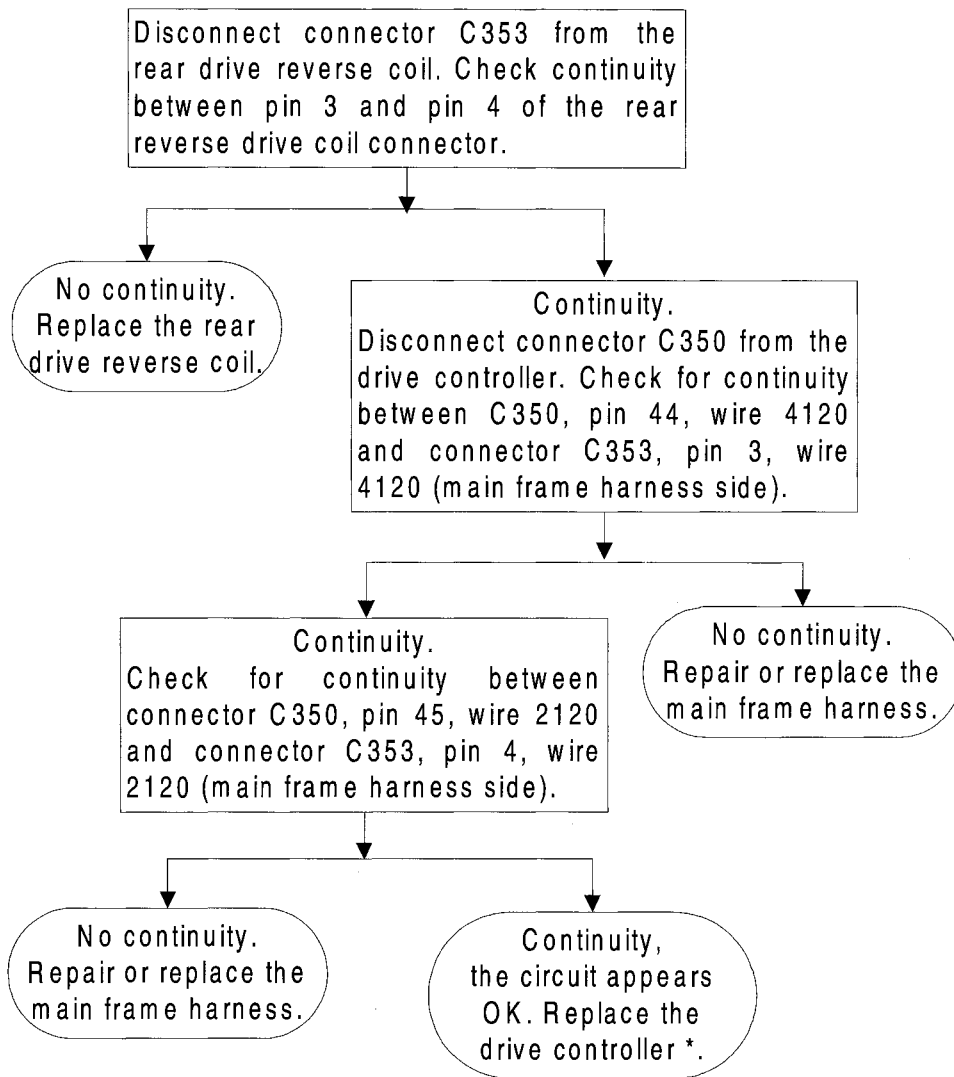 Disconnect connector C353 from the
rear drive reverse coil. Check continuity
between pin 3 and pin 4 of the rear
reverse drive coil connector.
No continuity.
Replace the rear
drive reverse coil.
Continuity.
Disconnect connector C350 from the
drive controller. Check for continuity
between C350, pin 44, wire 4120
and connector C353, pin 3, wire
4120 (main frame harness side).
Continuity.
Check for continuity between
connector C350, pin 45, wire 2120
and connector C353, pin 4, wire
2120 (main frame harness side).
No continuity.
Repair or replace the
main frame harness.
No continuity.
Repair or replace the
main frame harness.
Continuity,
the circuit appears
OK. Replace the
drive controller *.